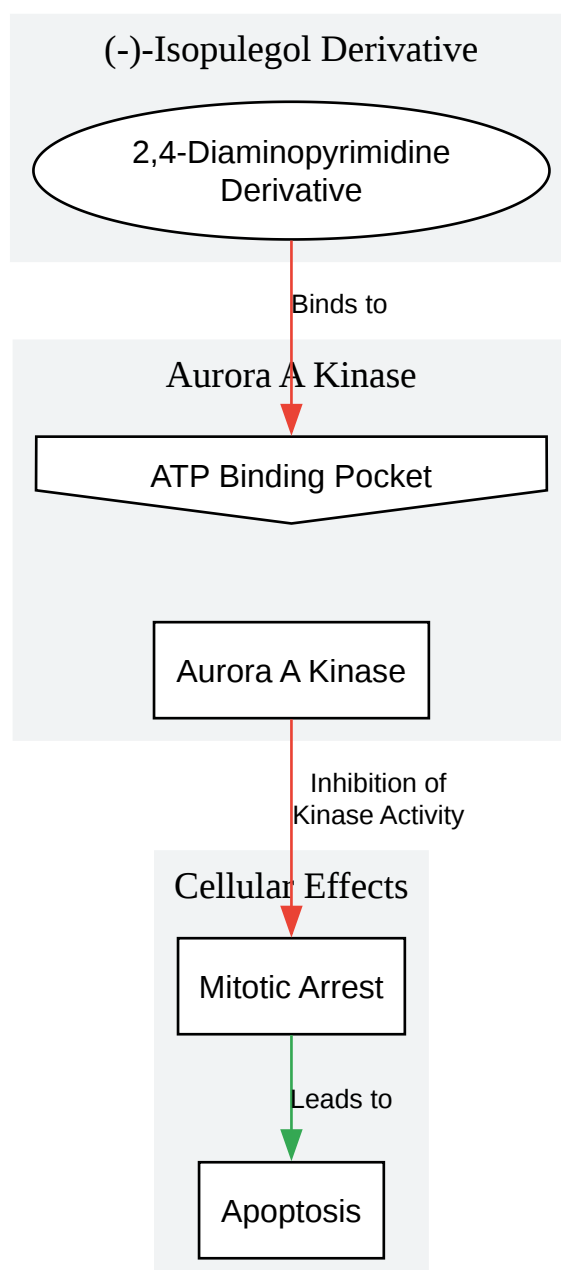 (-)-Isopulegol Derivative
2,4-Diaminopyrimidine
Derivative
Binds to
Aurora A Kinase
ATP Binding Pocket
Aurora A Kinase
Inhibition of
Kinase Activity
Cellular Effects
Mitotic Arrest
Leads to
Apoptosis